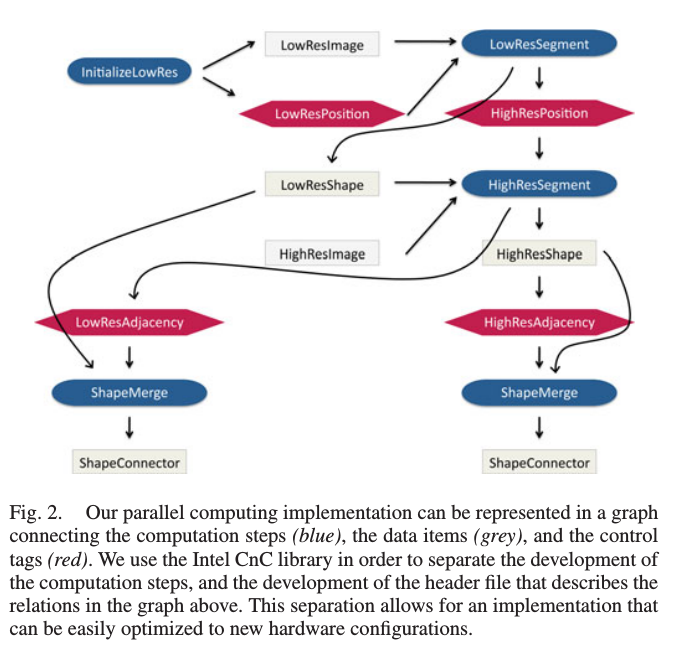 LowResImage
LowResSegment
InitializeLowRes
LowResPosition
HighResPosition
LowResShape
HighResSegment
HighResImage
HighResShape
LowResAdjacency
HighResAdjacency
ShapeMerge
ShapeMerge
ShapeConnector
ShapeConnector
Fig. 2. Our parallel computing implementation can be represented in a graph
connecting the computation steps (blue), the data items (grey), and the control
tags (red). We use the Intel CnC library in order to separate the development of
the computation steps, and the development of the header file that describes the
relations in the graph above. This separation allows for an implementation that
can be easily optimized to new hardware configurations.